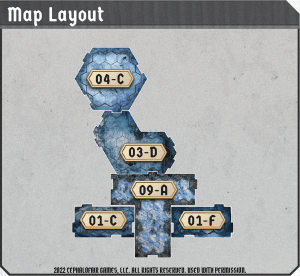 Map Layout
04-C
03-D
09-A
01-C
01-F
2022 CEPHALOFAIR GAMES, LLC. ALL RIGHTS RESERVED. USED WITH PERMISSION.